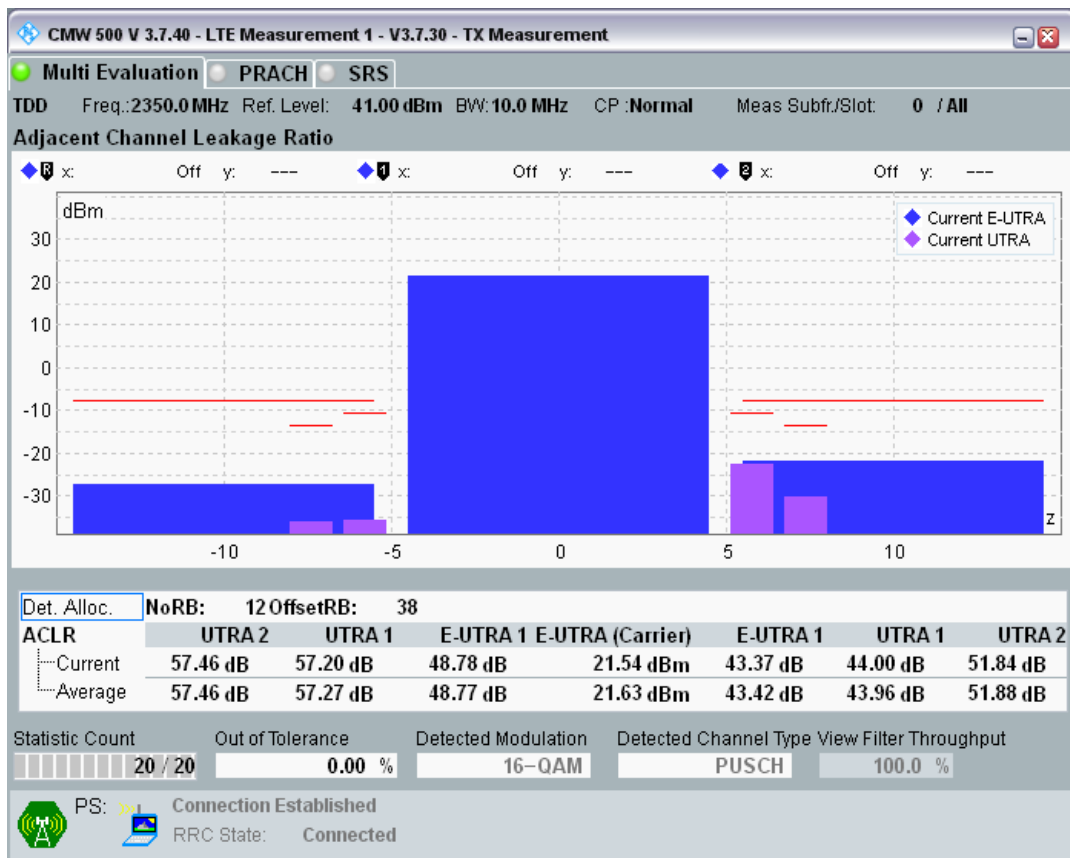 CMW 500 V 3.7.40 - LTE Measurement 1 - V3.7.30 - TX Measurement
Multi Evaluation PRACH SRS
TDD Freq.:2350.0 MHz Ref. Level: 41.00 dBm BW:10.0 MHz CP :Normal Meas Subfr./Slot: 0 / All
Adjacent Channel Leakage Ratio
R x: Off y: --- 1 x: Off y: --- 2 x: Off y: ---
dBm
Current E-UTRA
Current UTRA
30
20
10
0
-10
-20
-30
z
-10 -5 0 5 10
Det. Alloc. NoRB: 12 OffsetRB: 38
ACLR UTRA 2 UTRA 1 E-UTRA 1 E-UTRA (Carrier) E-UTRA 1 UTRA 1 UTRA 2
Current 57.46 dB 57.20 dB 48.78 dB 21.54 dBm 43.37 dB 44.00 dB 51.84 dB
Average 57.46 dB 57.27 dB 48.77 dB 21.63 dBm 43.42 dB 43.96 dB 51.88 dB
Statistic Count Out of Tolerance Detected Modulation Detected Channel Type View Filter Throughput
20 / 20 0.00 % 16-QAM PUSCH 100.0 %
PS: Connection Established
RRC State: Connected